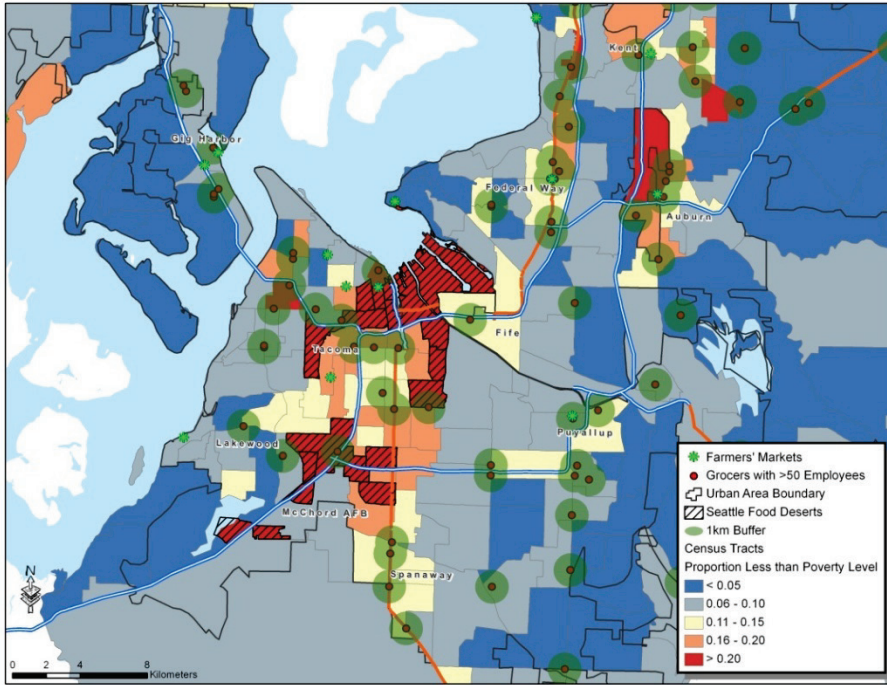 Kent
Gig Harbor
Federal Way
Auburn
Fife
Tacoma
Lakewood
Puyallup
McChord AFB
Spanaway
Farmers' Markets
Grocers with >50 Employees
Urban Area Boundary
Seattle Food Deserts
1km Buffer
Census Tracts
Proportion Less than Poverty Level
< 0.05
0.06 - 0.10
0.11 - 0.15
0.16 - 0.20
> 0.20
N
0 2 4 8
Kilometers